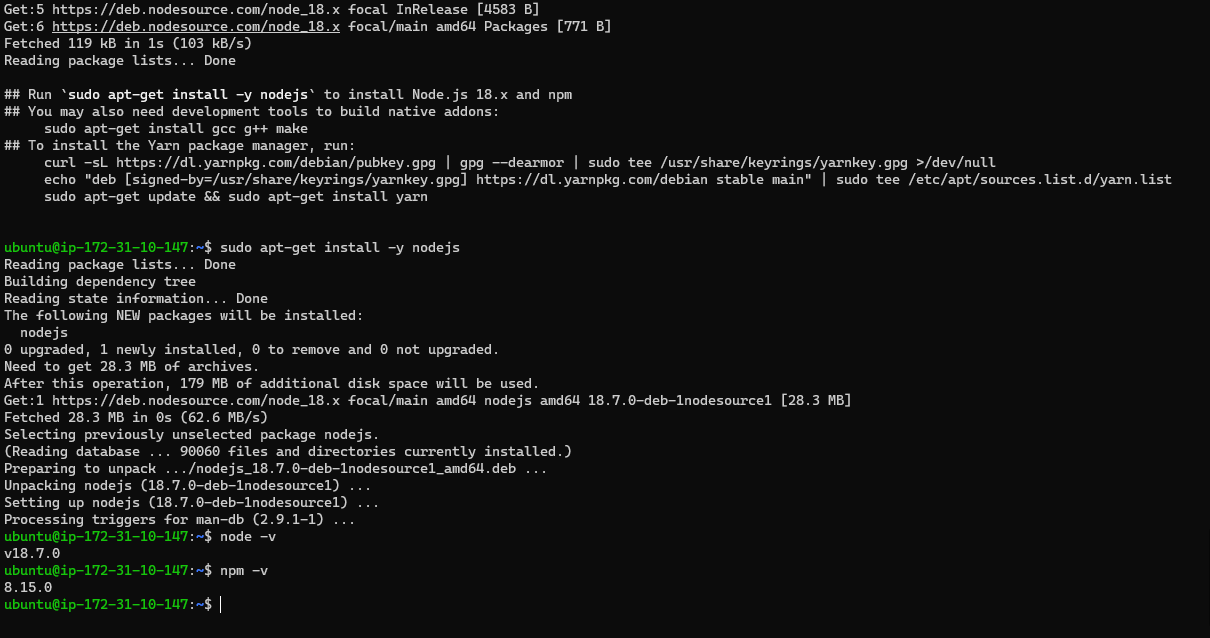 Get:5 https://deb.nodesource.com/node_18.x focal InRelease [4583 B]
Get:6 https://deb.nodesource.com/node_18.x focal/main amd64 Packages [771 B]
Fetched 119 kB in 1s (103 kB/s)
Reading package lists... Done
## Run `sudo apt-get install -y nodejs` to install Node.js 18.x and npm
## You may also need development tools to build native addons:
     sudo apt-get install gcc g++ make
## To install the Yarn package manager, run:
     curl -sL https://dl.yarnpkg.com/debian/pubkey.gpg | gpg --dearmor | sudo tee /usr/share/keyrings/yarnkey.gpg >/dev/null
     echo "deb [signed-by=/usr/share/keyrings/yarnkey.gpg] https://dl.yarnpkg.com/debian stable main" | sudo tee /etc/apt/sources.list.d/yarn.list
     sudo apt-get update && sudo apt-get install yarn
ubuntu@ip-172-31-10-147:~$ sudo apt-get install -y nodejs
Reading package lists... Done
Building dependency tree
Reading state information... Done
The following NEW packages will be installed:
  nodejs
0 upgraded, 1 newly installed, 0 to remove and 0 not upgraded.
Need to get 28.3 MB of archives.
After this operation, 179 MB of additional disk space will be used.
Get:1 https://deb.nodesource.com/node_18.x focal/main amd64 nodejs amd64 18.7.0-deb-1nodesource1 [28.3 MB]
Fetched 28.3 MB in 0s (62.6 MB/s)
Selecting previously unselected package nodejs.
(Reading database ... 90060 files and directories currently installed.)
Preparing to unpack .../nodejs_18.7.0-deb-1nodesource1_amd64.deb ...
Unpacking nodejs (18.7.0-deb-1nodesource1) ...
Setting up nodejs (18.7.0-deb-1nodesource1) ...
Processing triggers for man-db (2.9.1-1) ...
ubuntu@ip-172-31-10-147:~$ node -v
v18.7.0
ubuntu@ip-172-31-10-147:~$ npm -v
8.15.0
ubuntu@ip-172-31-10-147:~$